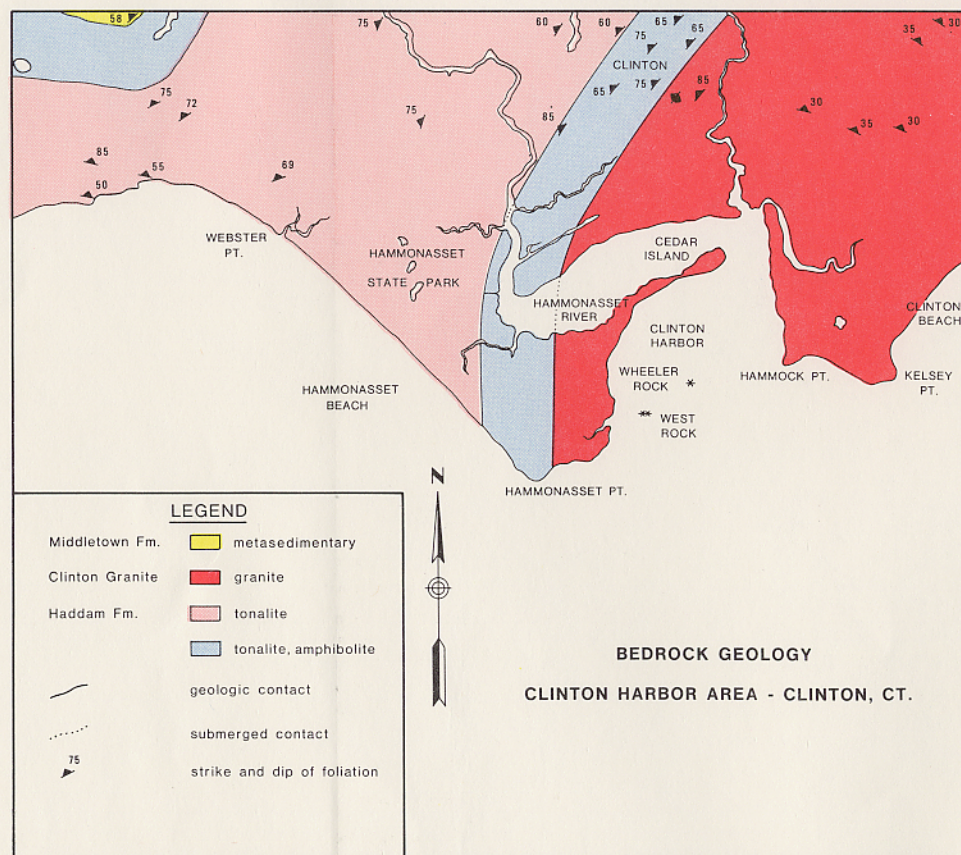 58
75
60
60
65
75
65
35
30
CLINTON
75
72
75
85
65
75
85
30
35
30
85
55
50
69
WEBSTER
PT.
HAMMONASSET
STATE PARK
CEDAR
ISLAND
HAMMONASSET
RIVER
CLINTON
HARBOR
CLINTON
BEACH
WHEELER
ROCK
HAMMOCK PT.
KELSEY
PT.
WEST
ROCK
HAMMONASSET
BEACH
HAMMONASSET PT.
N
LEGEND
Middletown Fm. metasedimentary
Clinton Granite granite
Haddam Fm. tonalite
tonalite, amphibolite
geologic contact
submerged contact
75
strike and dip of foliation
BEDROCK GEOLOGY
CLINTON HARBOR AREA - CLINTON, CT.